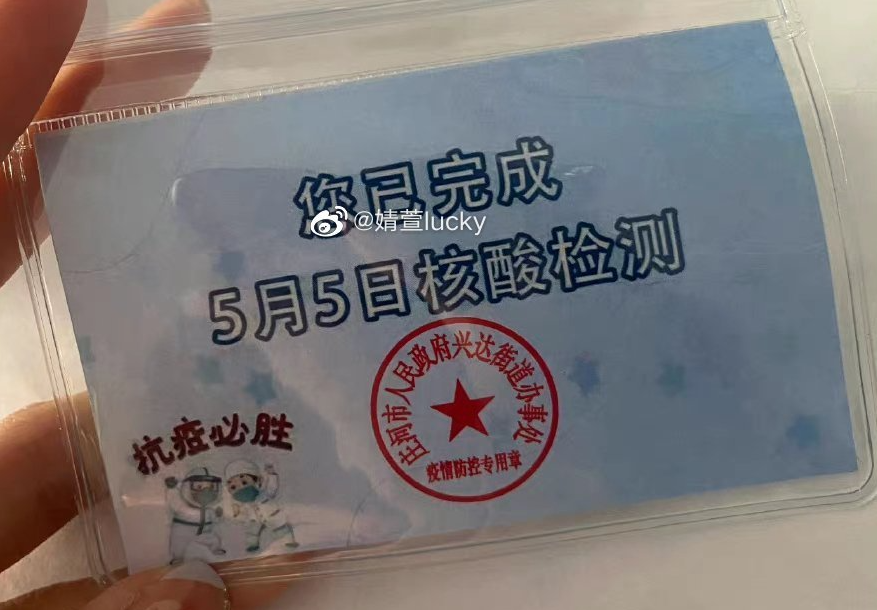 您已完成
@婧萱lucky
5月5日核酸检测
庄河市人民政府兴达街道办事处
疫情防控专用章
抗疫必胜